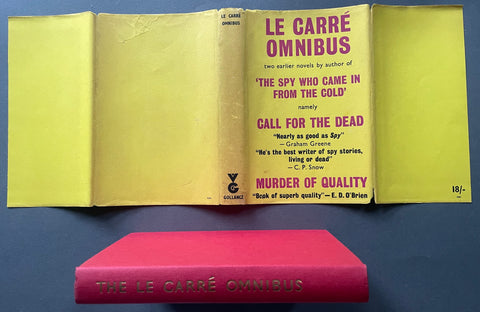 LE CARRÉ
OMNIBUS
GOLLANCZ
LE CARRÉ
OMNIBUS
two earlier novels by author of
'THE SPY WHO CAME IN
FROM THE COLD'
namely
CALL FOR THE DEAD
"Nearly as good as Spy"
— Graham Greene
"He's the best writer of spy stories,
living or dead"
— C. P. Snow
MURDER OF QUALITY
"Book of superb quality"— E. D. O'Brien
18/-
THE LE CARRÉ OMNIBUS